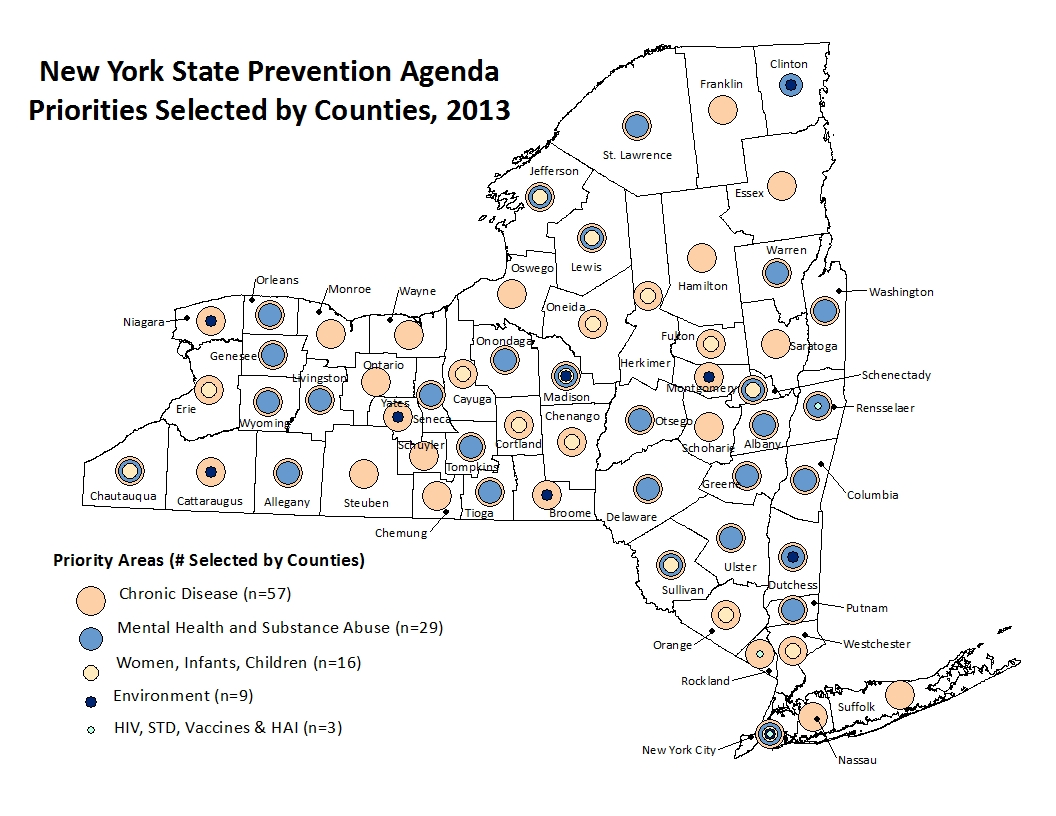 New York State Prevention Agenda
Priorities Selected by Counties, 2013
Clinton
Franklin
St. Lawrence
Jefferson
Essex
Warren
Lewis
Oswego
Hamilton
Orleans
Monroe
Wayne
Washington
Niagara
Oneida
Fulton
Onondaga
Saratoga
Genesee
Herkimer
Ontario
Livingston
Schenectady
Montgomery
Madison
Cayuga
Yates
Erie
Rensselaer
Seneca
Chenango
Otsego
Wyoming
Cortland
Albany
Schuyler
Schoharie
Tompkins
Greene
Chautauqua
Cattaraugus
Allegany
Steuben
Columbia
Tioga
Broome
Delaware
Chemung
Priority Areas (# Selected by Counties)
Ulster
Dutchess
Sullivan
Chronic Disease (n=57)
Putnam
Mental Health and Substance Abuse (n=29)
Orange
Westchester
Women, Infants, Children (n=16)
Rockland
Environment (n=9)
Suffolk
HIV, STD, Vaccines & HAI (n=3)
New York City
Nassau